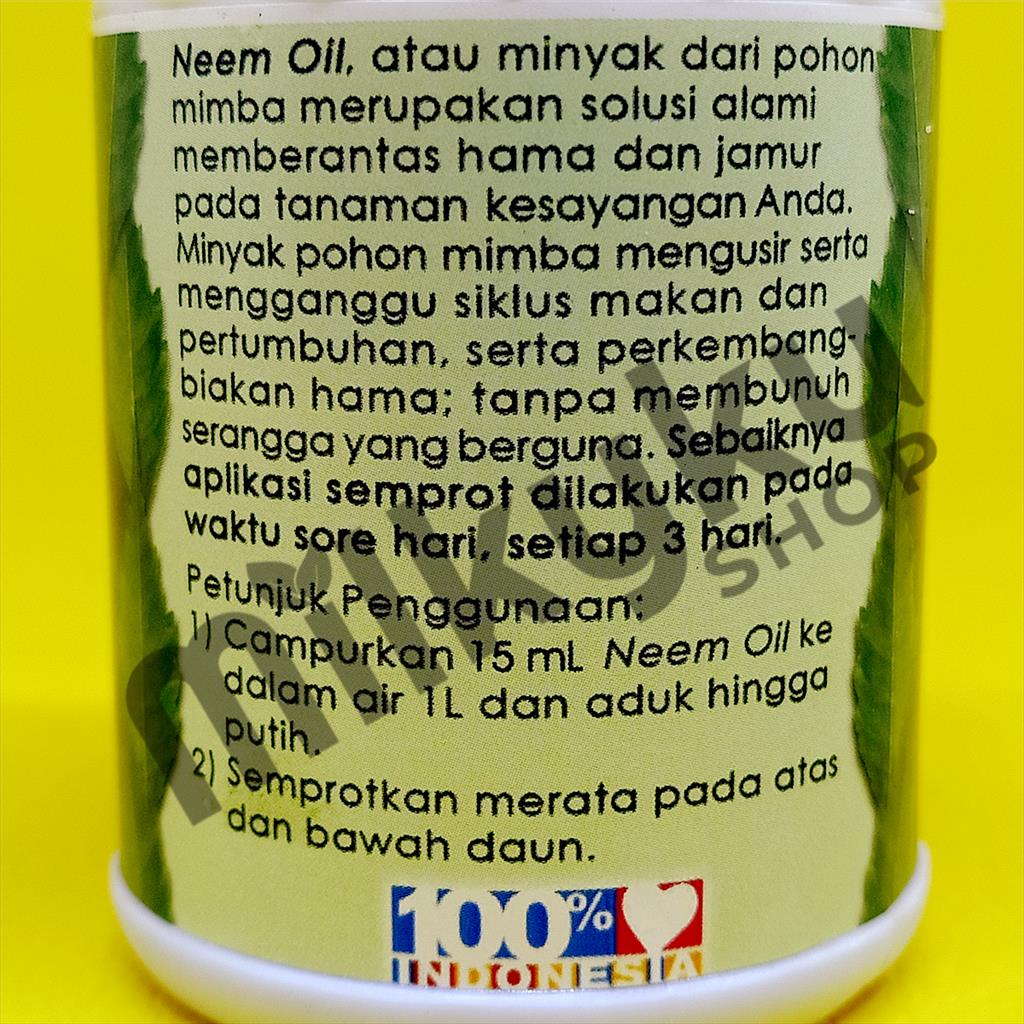 Neem Oil, atau minyak dari pohon
mimba merupakan solusi alami
memberantas hama dan jamur
pada tanaman kesayangan Anda.
Minyak pohon mimba mengusir serta
mengganggu siklus makan dan
pertumbuhan, serta perkembang-
biakan hama; tanpa membunuh
serangga yang berguna. Sebaiknya
aplikasi semprot dilakukan pada
waktu sore hari, setiap 3 hari.
Petunjuk Penggunaan:
1) Campurkan 15 mL Neem Oil ke
dalam air 1L dan aduk hingga
putih.
2) Semprotkan merata pada atas
dan bawah daun.
100%
INDONESIA
mikyku
SHOP